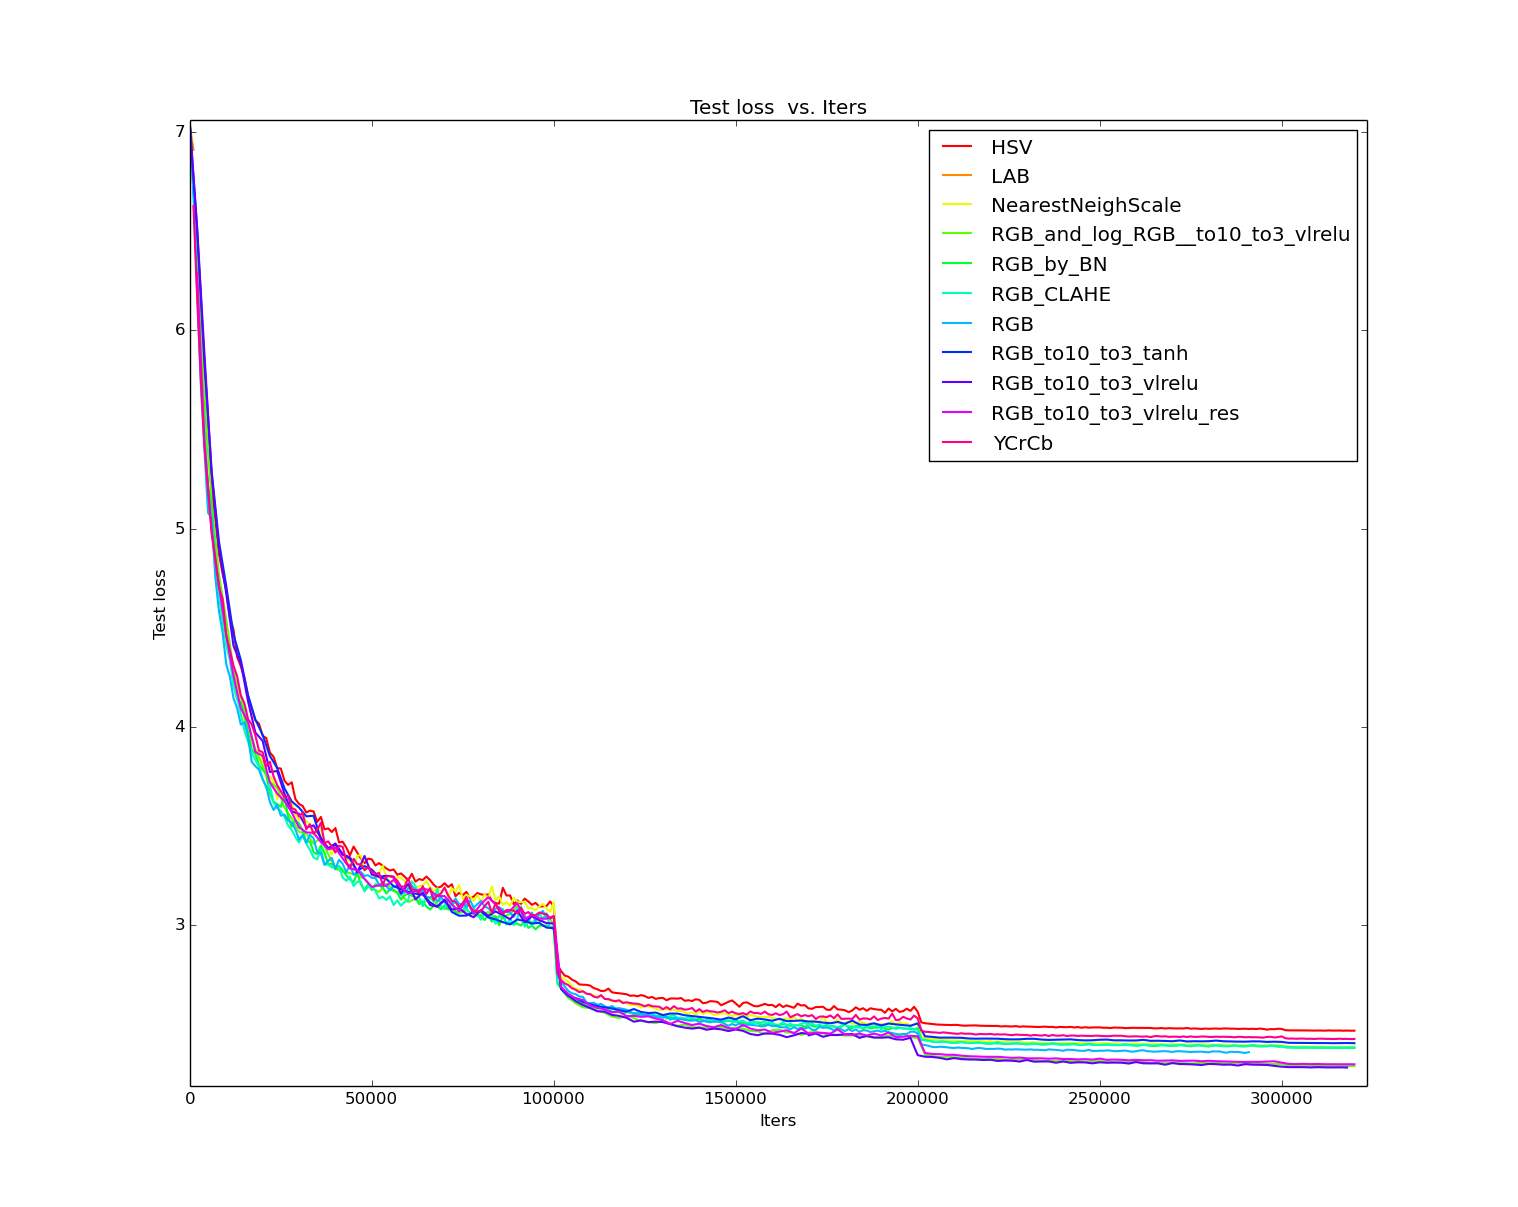 Test loss  vs. Iters
7
6
5
4
3
Test loss
HSV
LAB
NearestNeighScale
RGB_and_log_RGB__to10_to3_vlrelu
RGB_by_BN
RGB_CLAHE
RGB
RGB_to10_to3_tanh
RGB_to10_to3_vlrelu
RGB_to10_to3_vlrelu_res
YCrCb
0 50000 100000 150000 200000 250000 300000
Iters